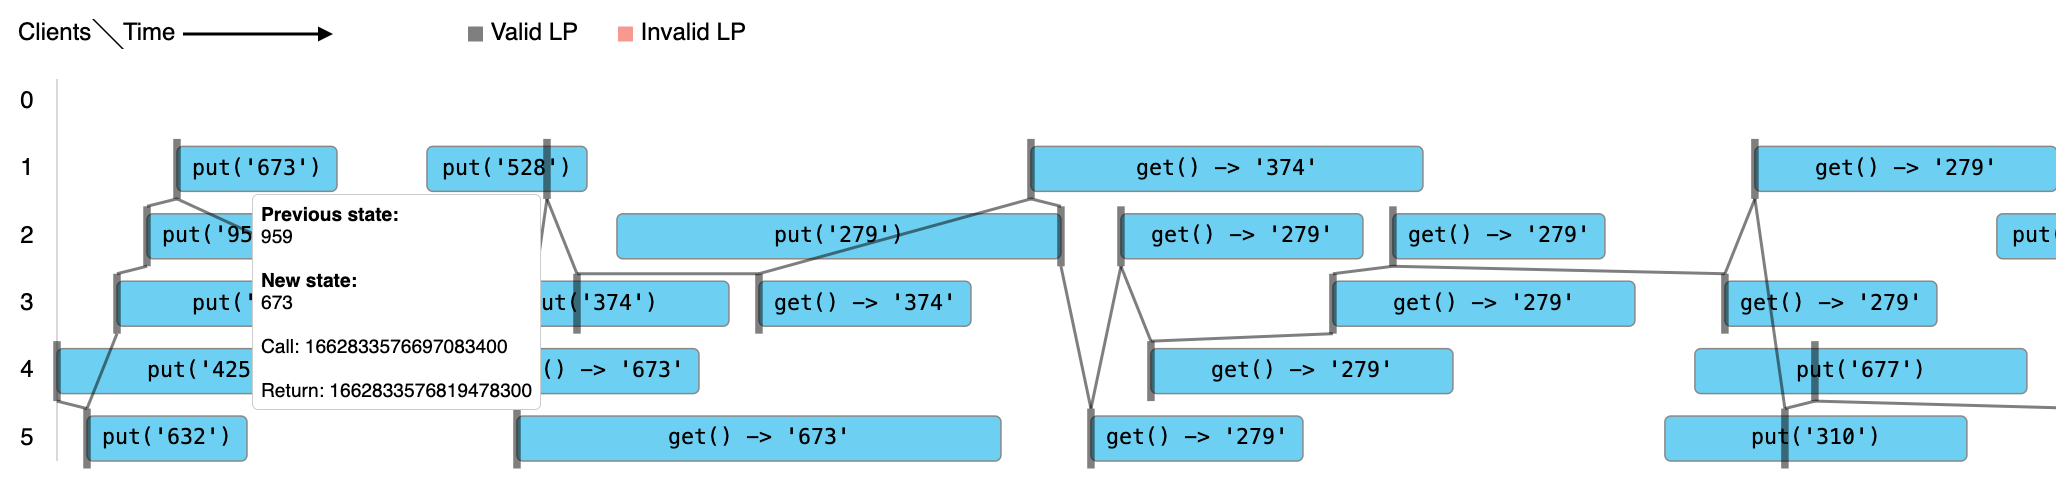 Clients Time Valid LP Invalid LP
0
1 put('673') put('528') get() -> '374' get() -> '279'
2 put('95 put('279') get() -> '279' get() -> '279' put(
3 put(' ut('374') get() -> '374' get() -> '279' get() -> '279'
4 put('425 () -> '673' get() -> '279' put('677')
5 put('632') get() -> '673' get() -> '279' put('310')
Previous state:
959
New state:
673
Call: 1662833576697083400
Return: 1662833576819478300